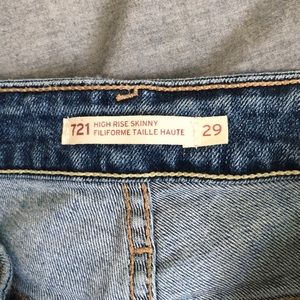 721 HIGH RISE SKINNY
FILIFORME TAILLE HAUTE
29